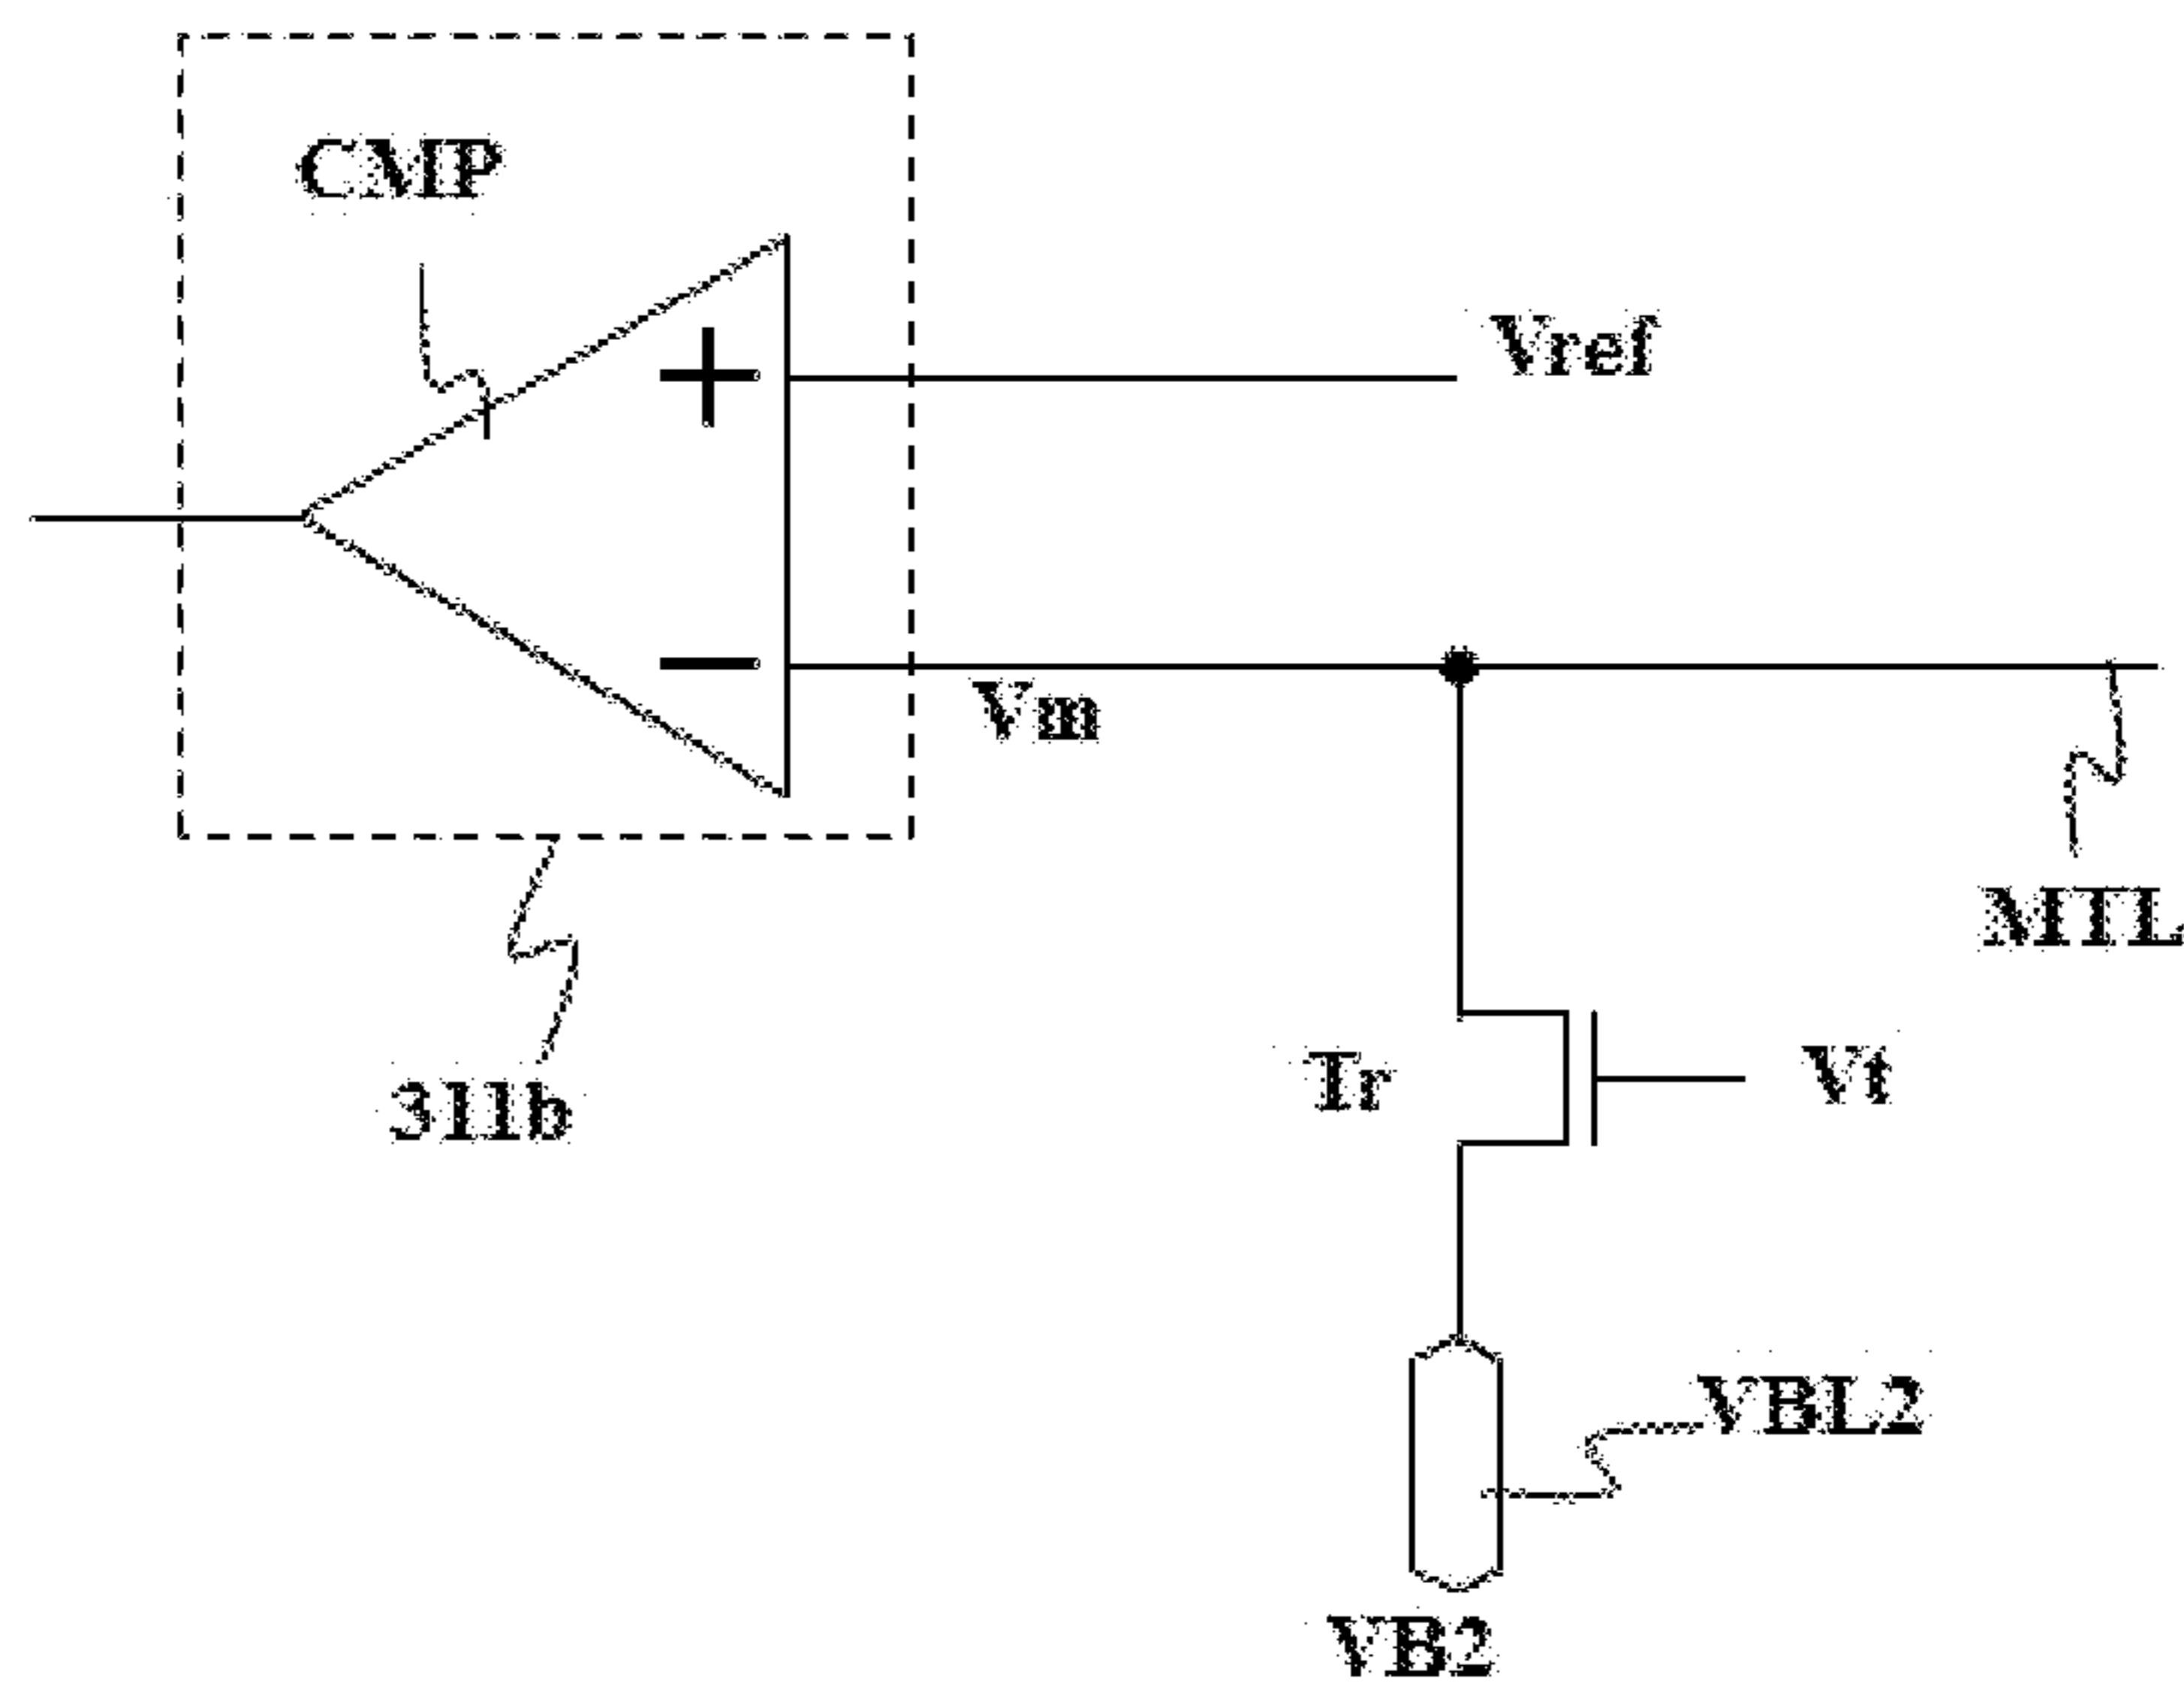 CMP
+
Vref
−
Vm
MTL
311b
Tr
Vt
VBL2
VB2